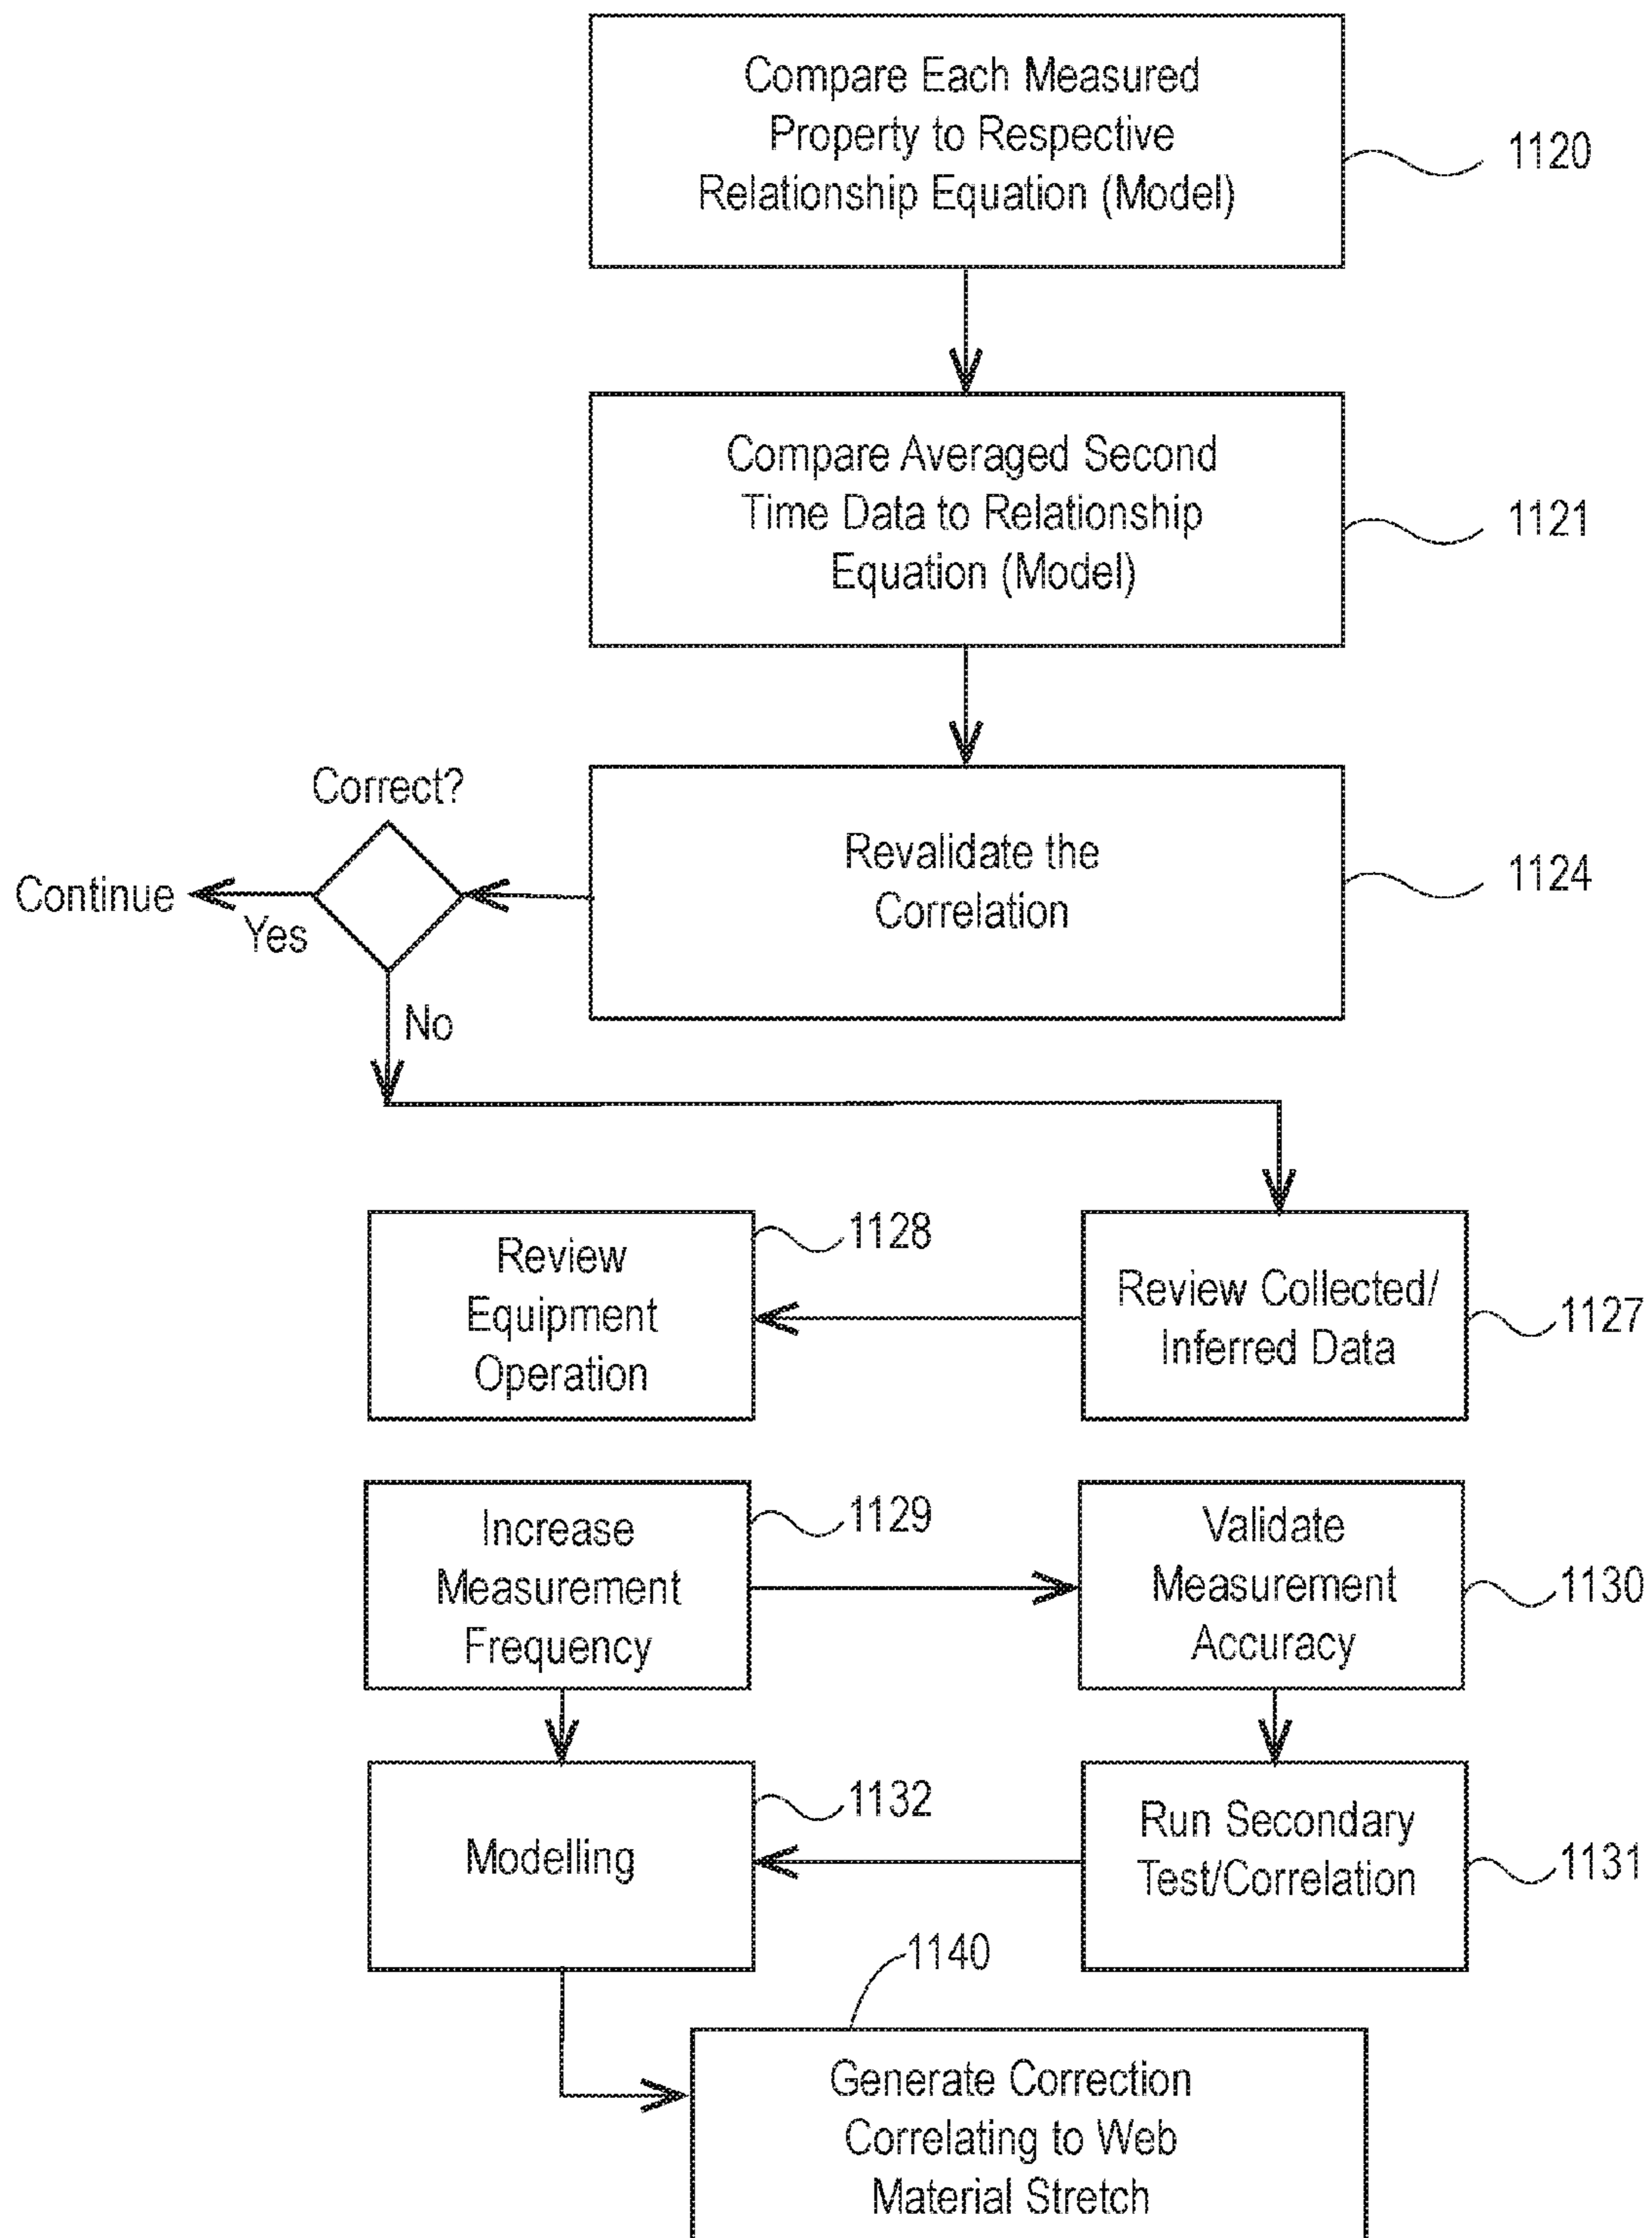 Compare Each Measured
Property to Respective
Relationship Equation (Model)
1120
Compare Averaged Second
Time Data to Relationship
Equation (Model)
1121
Correct?
Continue
Yes
No
Revalidate the
Correlation
1124
Review
Equipment
Operation
1128
Review Collected/
Inferred Data
1127
Increase
Measurement
Frequency
1129
Validate
Measurement
Accuracy
1130
Modelling
1132
Run Secondary
Test/Correlation
1131
1140
Generate Correction
Correlating to Web
Material Stretch